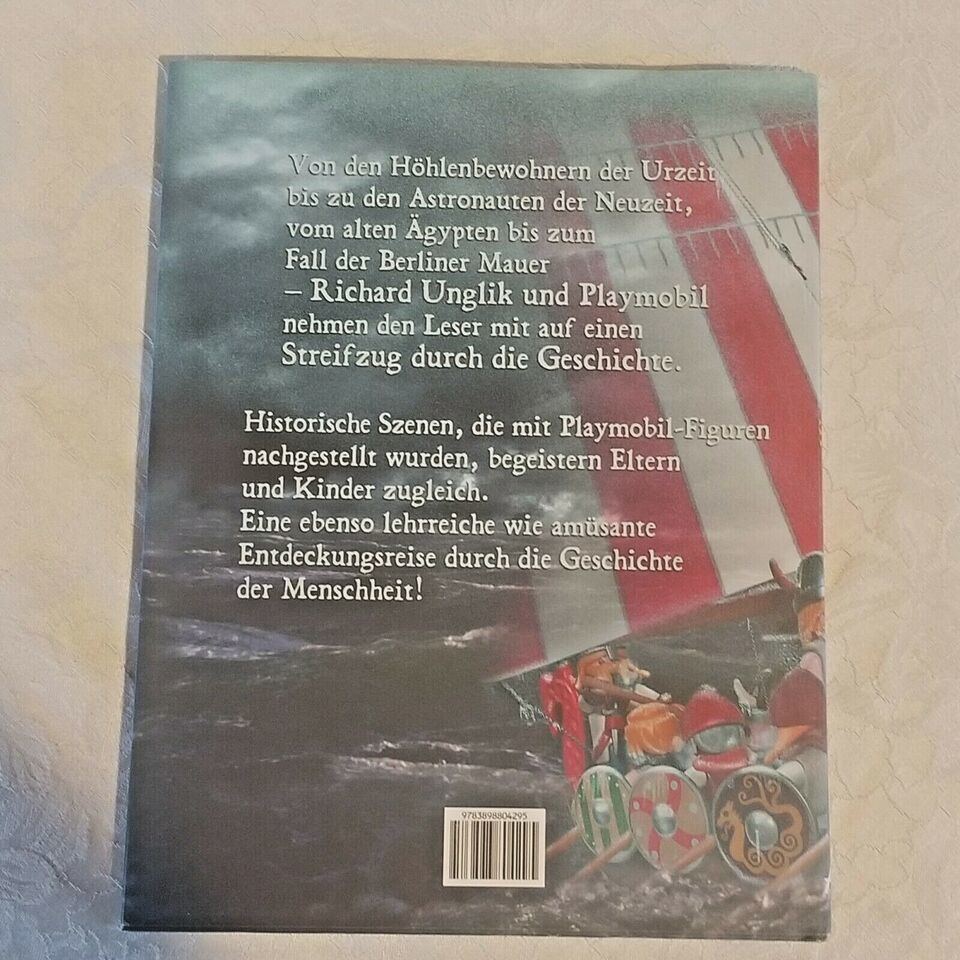 Von den Höhlenbewohnern der Urzeit
bis zu den Astronauten der Neuzeit,
vom alten Ägypten bis zum
Fall der Berliner Mauer
– Richard Unglik und Playmobil
nehmen den Leser mit auf einen
Streifzug durch die Geschichte.
Historische Szenen, die mit Playmobil-Figuren
nachgestellt wurden, begeistern Eltern
und Kinder zugleich.
Eine ebenso lehrreiche wie amüsante
Entdeckungsreise durch die Geschichte
der Menschheit!
9783898804295